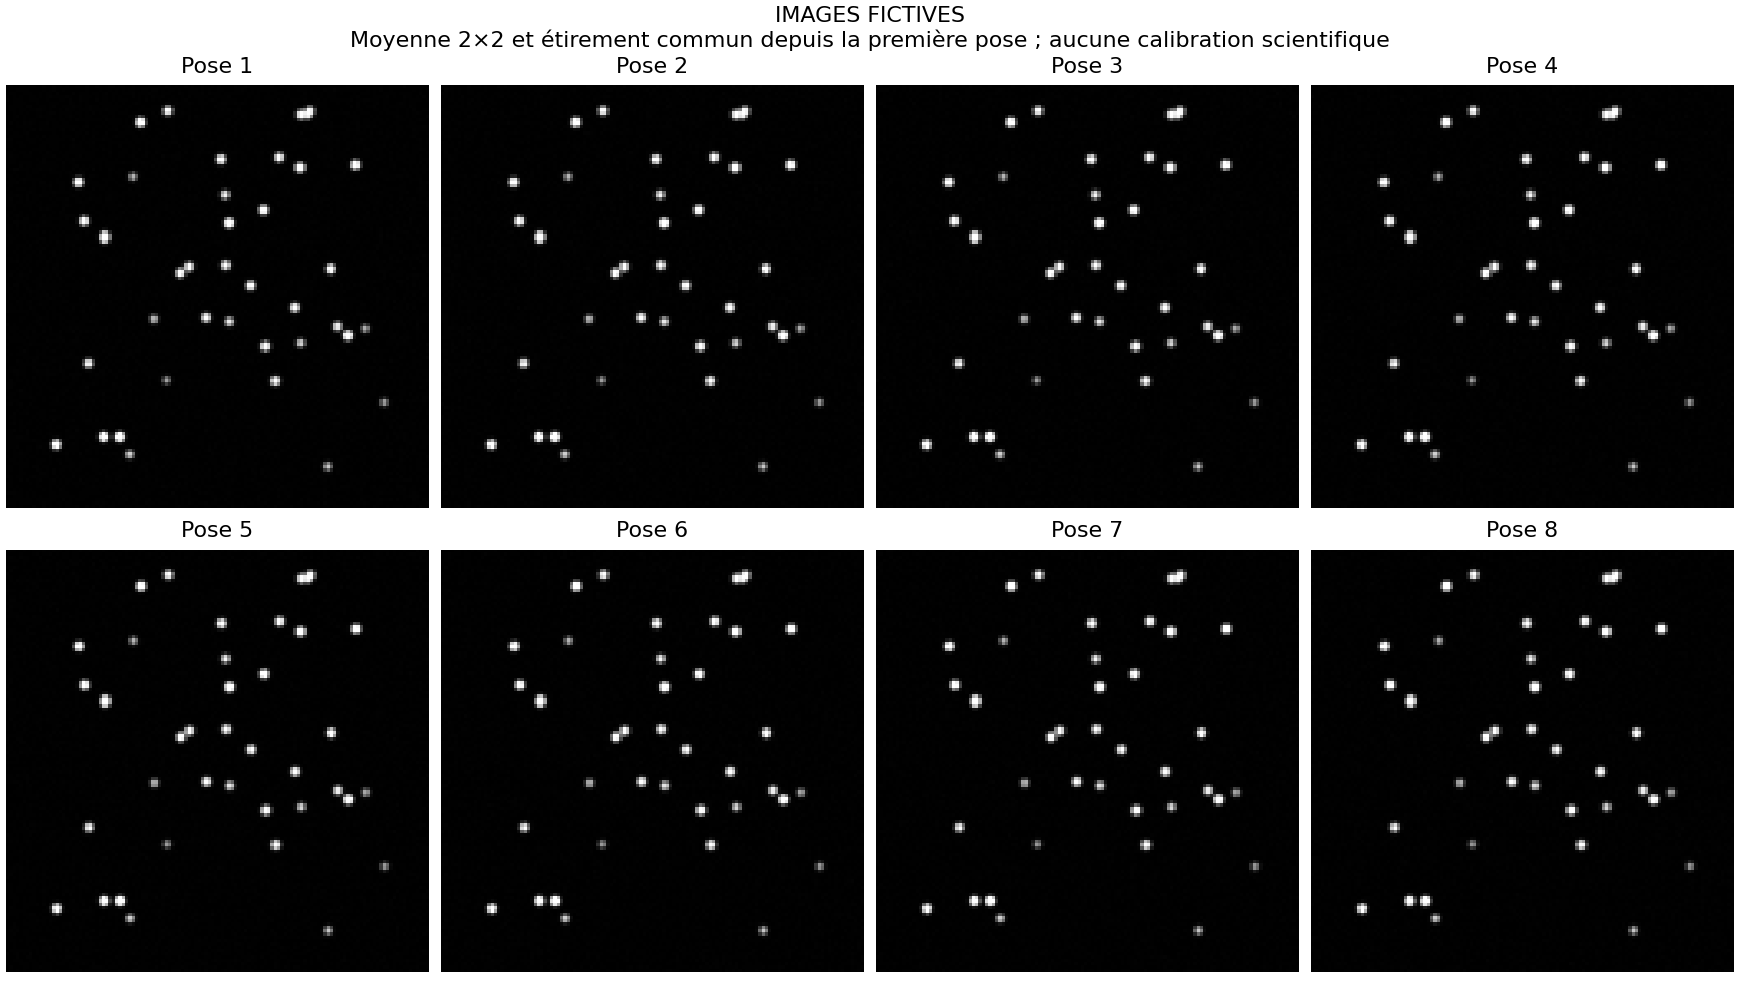 IMAGES FICTIVES
Moyenne 2×2 et étirement commun depuis la première pose ; aucune calibration scientifique
Pose 1
Pose 2
Pose 3
Pose 4
Pose 5
Pose 6
Pose 7
Pose 8